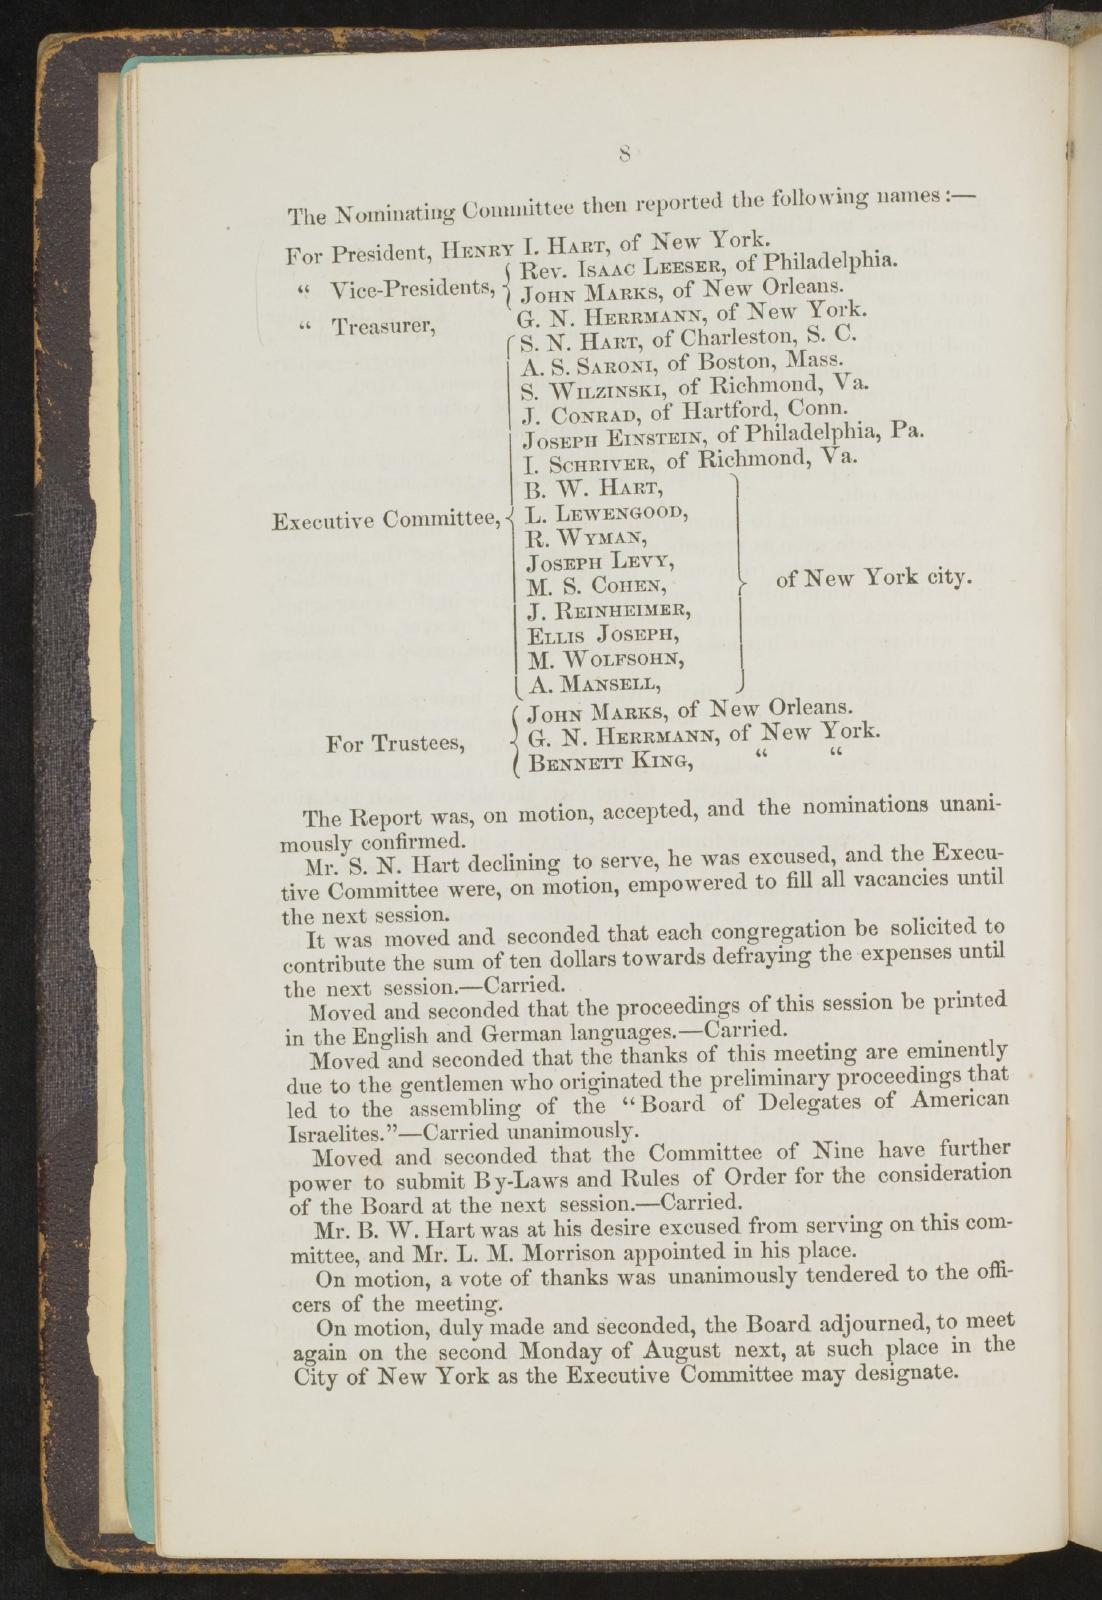 8
The Nominating Committee then reported the following names:—
For President, HENRY I. HART, of New York.
“ Vice-Presidents, { Rev. ISAAC LEESER, of Philadelphia.
JOHN MARKS, of New Orleans.
“ Treasurer, G. N. HERRMANN, of New York.
S. N. HART, of Charleston, S. C.
A. S. SARONI, of Boston, Mass.
S. WILZINSKI, of Richmond, Va.
J. CONRAD, of Hartford, Conn.
JOSEPH EINSTEIN, of Philadelphia, Pa.
I. SCHRIVER, of Richmond, Va.
B. W. HART,
Executive Committee, { L. LEWENGOOD,
R. WYMAN,
JOSEPH LEVY,
M. S. COHEN, } of New York city.
J. REINHEIMER,
ELLIS JOSEPH,
M. WOLFSOHN,
A. MANSELL,
JOHN MARKS, of New Orleans.
For Trustees, { G. N. HERRMANN, of New York.
BENNETT KING, “ “
The Report was, on motion, accepted, and the nominations unani-
mously confirmed.
Mr. S. N. Hart declining to serve, he was excused, and the Execu-
tive Committee were, on motion, empowered to fill all vacancies until
the next session.
It was moved and seconded that each congregation be solicited to
contribute the sum of ten dollars towards defraying the expenses until
the next session.—Carried.
Moved and seconded that the proceedings of this session be printed
in the English and German languages.—Carried.
Moved and seconded that the thanks of this meeting are eminently
due to the gentlemen who originated the preliminary proceedings that
led to the assembling of the “Board of Delegates of American
Israelites.”—Carried unanimously.
Moved and seconded that the Committee of Nine have further
power to submit By-Laws and Rules of Order for the consideration
of the Board at the next session.—Carried.
Mr. B. W. Hart was at his desire excused from serving on this com-
mittee, and Mr. L. M. Morrison appointed in his place.
On motion, a vote of thanks was unanimously tendered to the offi-
cers of the meeting.
On motion, duly made and seconded, the Board adjourned, to meet
again on the second Monday of August next, at such place in the
City of New York as the Executive Committee may designate.